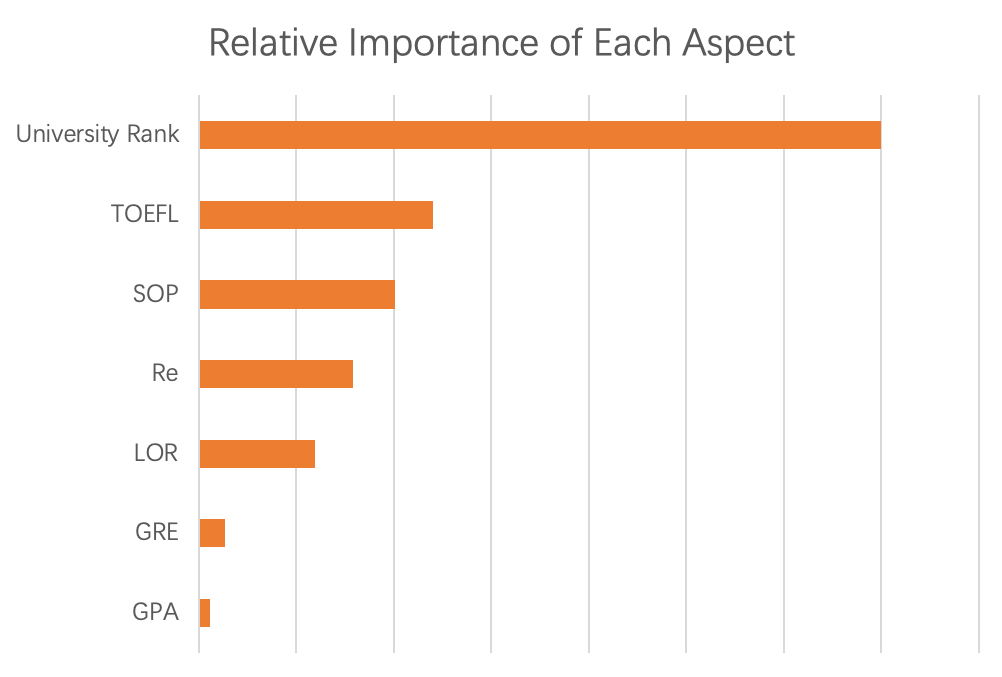 Relative Importance of Each Aspect
University Rank
TOEFL
SOP
Re
LOR
GRE
GPA